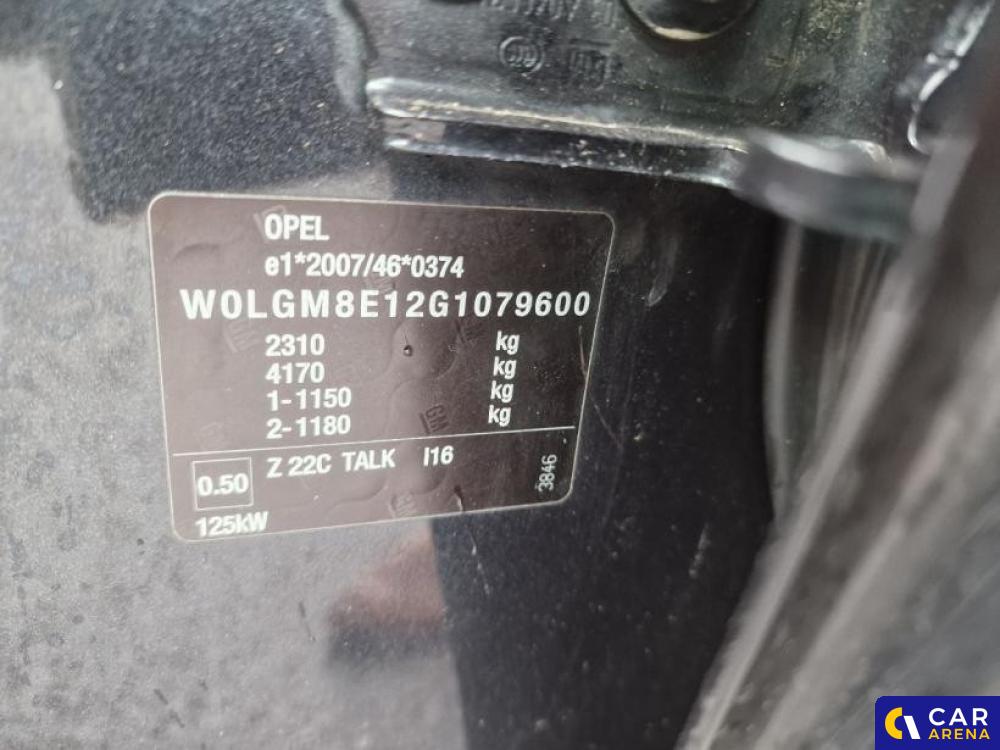 OPEL
e1*2007/46*0374
W0LGM8E12G1079600
2310 kg
4170 kg
1-1150 kg
2-1180 kg
0.50 Z 22C TALK I16
3846
125kW
CAR
ARENA